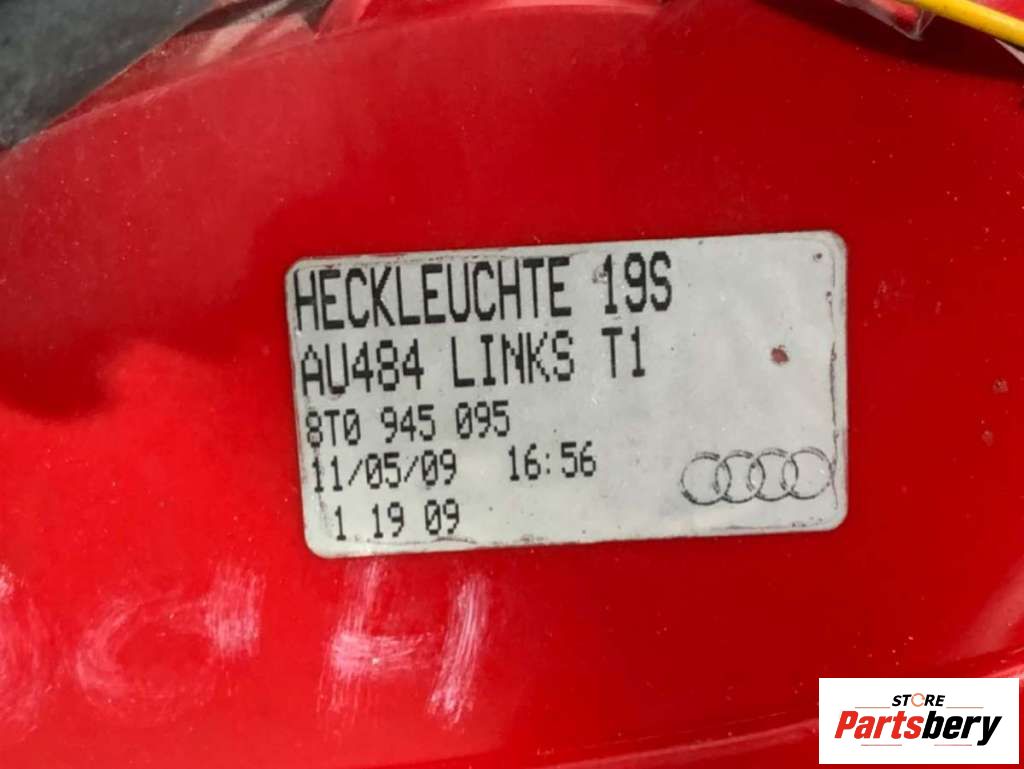 HECKLEUCHTE 19S
AU484 LINKS T1
8T0 945 095
11/05/09 16:56
1 19 09
STORE
Partsbery